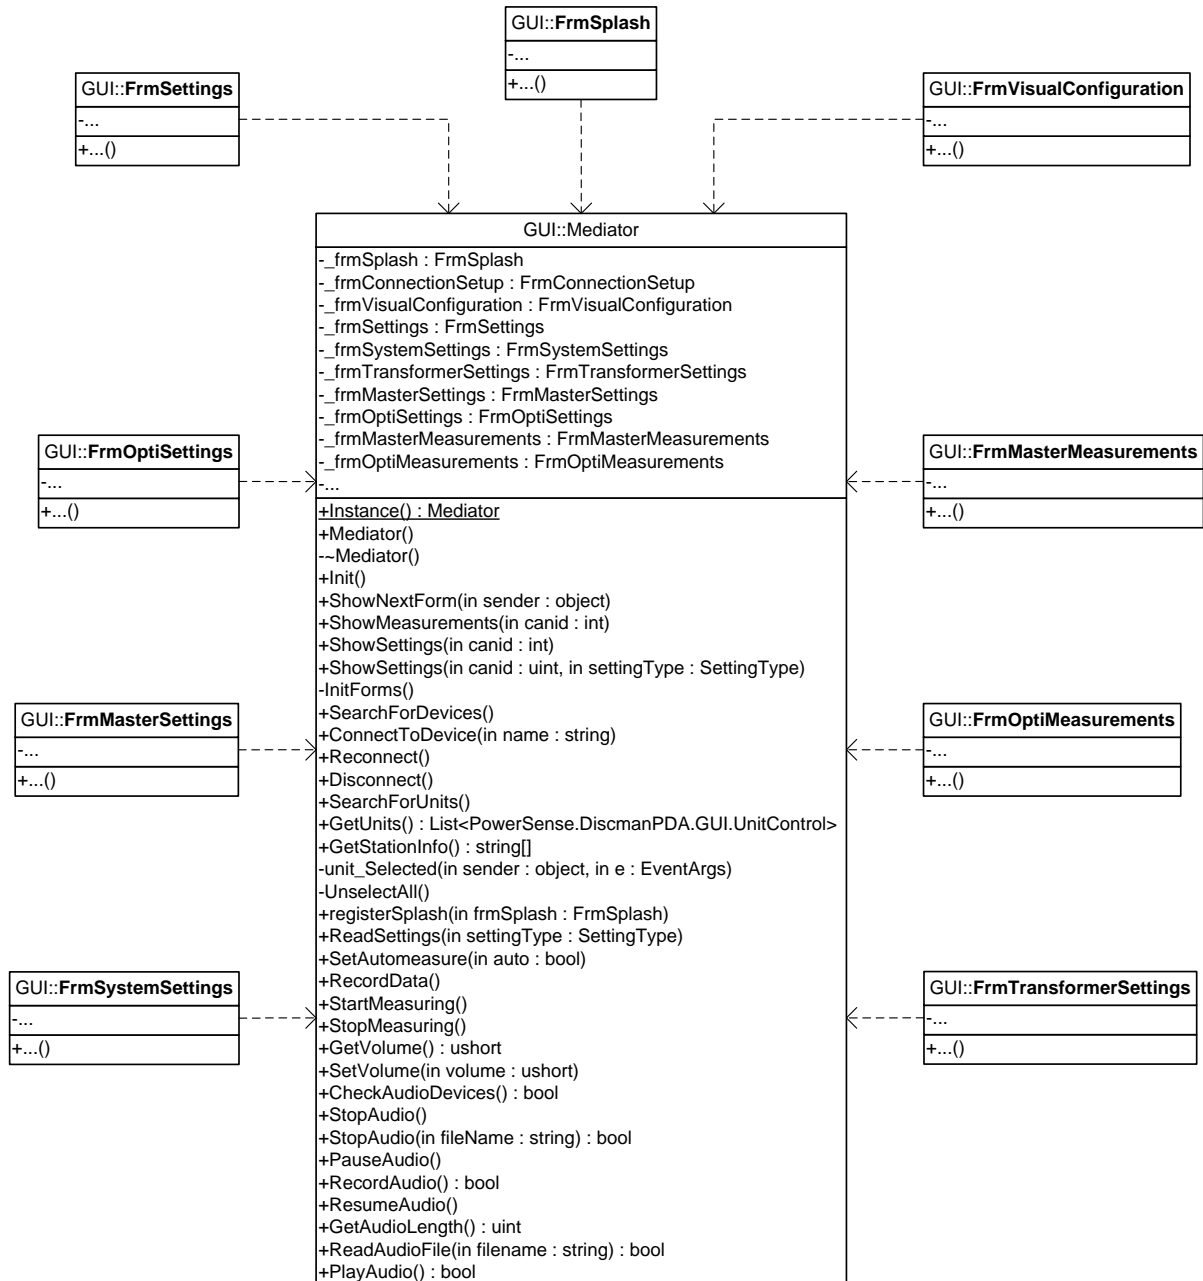 GUI::FrmSplash
-...
+...()
GUI::FrmSettings
-...
+...()
GUI::FrmVisualConfiguration
-...
+...()
GUI::Mediator
-_frmSplash : FrmSplash
-_frmConnectionSetup : FrmConnectionSetup
-_frmVisualConfiguration : FrmVisualConfiguration
-_frmSettings : FrmSettings
-_frmSystemSettings : FrmSystemSettings
-_frmTransformerSettings : FrmTransformerSettings
-_frmMasterSettings : FrmMasterSettings
-_frmOptiSettings : FrmOptiSettings
-_frmMasterMeasurements : FrmMasterMeasurements
-_frmOptiMeasurements : FrmOptiMeasurements
-...
+Instance() : Mediator
+Mediator()
-~Mediator()
+Init()
+ShowNextForm(in sender : object)
+ShowMeasurements(in canid : int)
+ShowSettings(in canid : int)
+ShowSettings(in canid : uint, in settingType : SettingType)
-InitForms()
+SearchForDevices()
+ConnectToDevice(in name : string)
+Reconnect()
+Disconnect()
+SearchForUnits()
+GetUnits() : List<PowerSense.DiscmanPDA.GUI.UnitControl>
+GetStationInfo() : string[]
-unit_Selected(in sender : object, in e : EventArgs)
-UnselectAll()
+registerSplash(in frmSplash : FrmSplash)
+ReadSettings(in settingType : SettingType)
+SetAutomeasure(in auto : bool)
+RecordData()
+StartMeasuring()
+StopMeasuring()
+GetVolume() : ushort
+SetVolume(in volume : ushort)
+CheckAudioDevices() : bool
+StopAudio()
+StopAudio(in fileName : string) : bool
+PauseAudio()
+RecordAudio() : bool
+ResumeAudio()
+GetAudioLength() : uint
+ReadAudioFile(in filename : string) : bool
+PlayAudio() : bool
GUI::FrmOptiSettings
-...
+...()
GUI::FrmMasterMeasurements
-...
+...()
GUI::FrmMasterSettings
-...
+...()
GUI::FrmOptiMeasurements
-...
+...()
GUI::FrmSystemSettings
-...
+...()
GUI::FrmTransformerSettings
-...
+...()